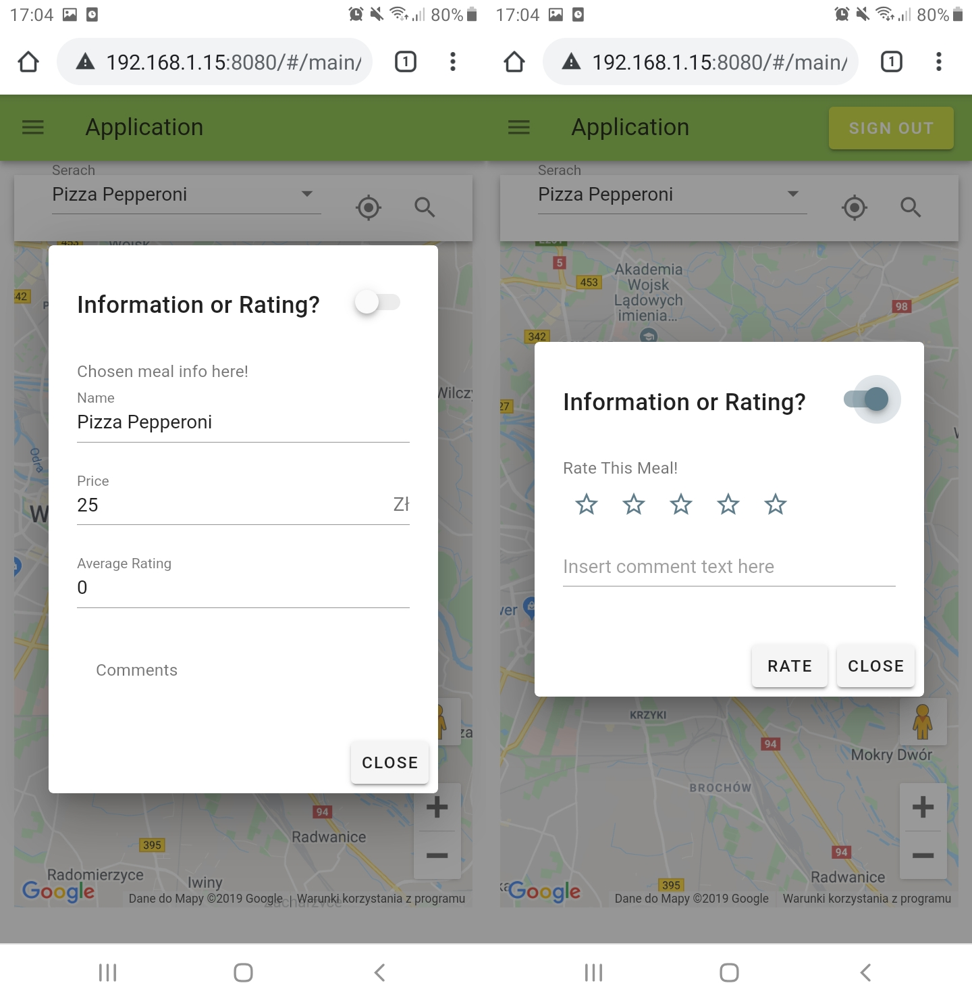 17:04
80%
192.168.1.15:8080/#/main/
1
Application
Serach
Pizza Pepperoni
Wojsk
453
342
Information or Rating?
Chosen meal info here!
Name
Pizza Pepperoni
Price
25 Zł
Average Rating
0
Comments
CLOSE
Odra
W
94
Radwanice
395
Radomierzyce
Iwiny
Google
Dane do Mapy ©2019 Google
Warunki korzystania z programu
17:04
80%
192.168.1.15:8080/#/main/
1
Application
SIGN OUT
Serach
Pizza Pepperoni
5
453
Akademia
Wojsk
Lądowych
imienia...
98
342
27
Information or Rating?
Rate This Meal!
Insert comment text here
RATE
CLOSE
KRZYKI
94
Mokry Dwór
BROCHÓW
94
Radwanice
395
Google
Dane do Mapy ©2019 Google
Warunki korzystania z programu